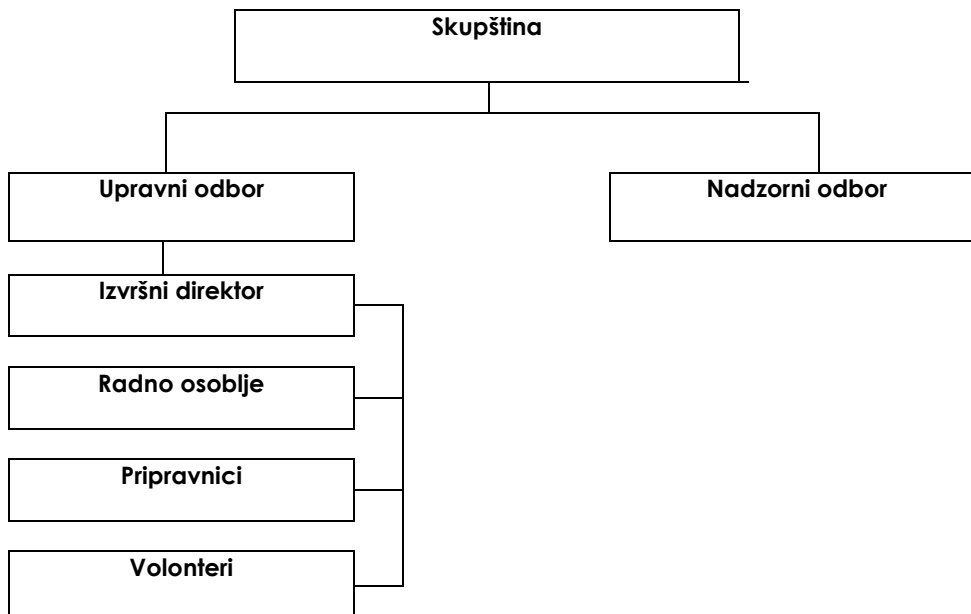 Skupština
Upravni odbor
Nadzorni odbor
Izvršni direktor
Radno osoblje
Pripravnici
Volonteri